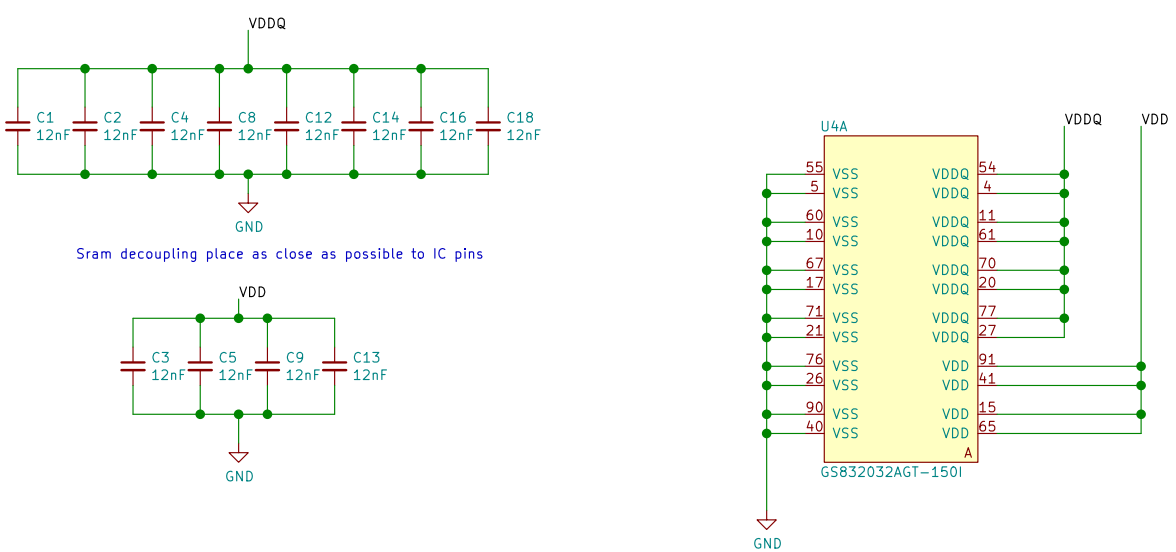 VDDQ
C1 C2 C4 C8 C12 C14 C16 C18
12nF 12nF 12nF 12nF 12nF 12nF 12nF 12nF
GND
Sram decoupling place as close as possible to IC pins
VDD
C3 C5 C9 C13
12nF 12nF 12nF 12nF
GND
VDDQ VDD
U4A
55 VSS VDDQ 54
5 VSS VDDQ 4
60 VSS VDDQ 11
10 VSS VDDQ 61
67 VSS VDDQ 70
17 VSS VDDQ 20
71 VSS VDDQ 77
21 VSS VDDQ 27
76 VSS VDD 91
26 VSS VDD 41
90 VSS VDD 15
40 VSS VDD 65
A
GS832032AGT-150I
GND